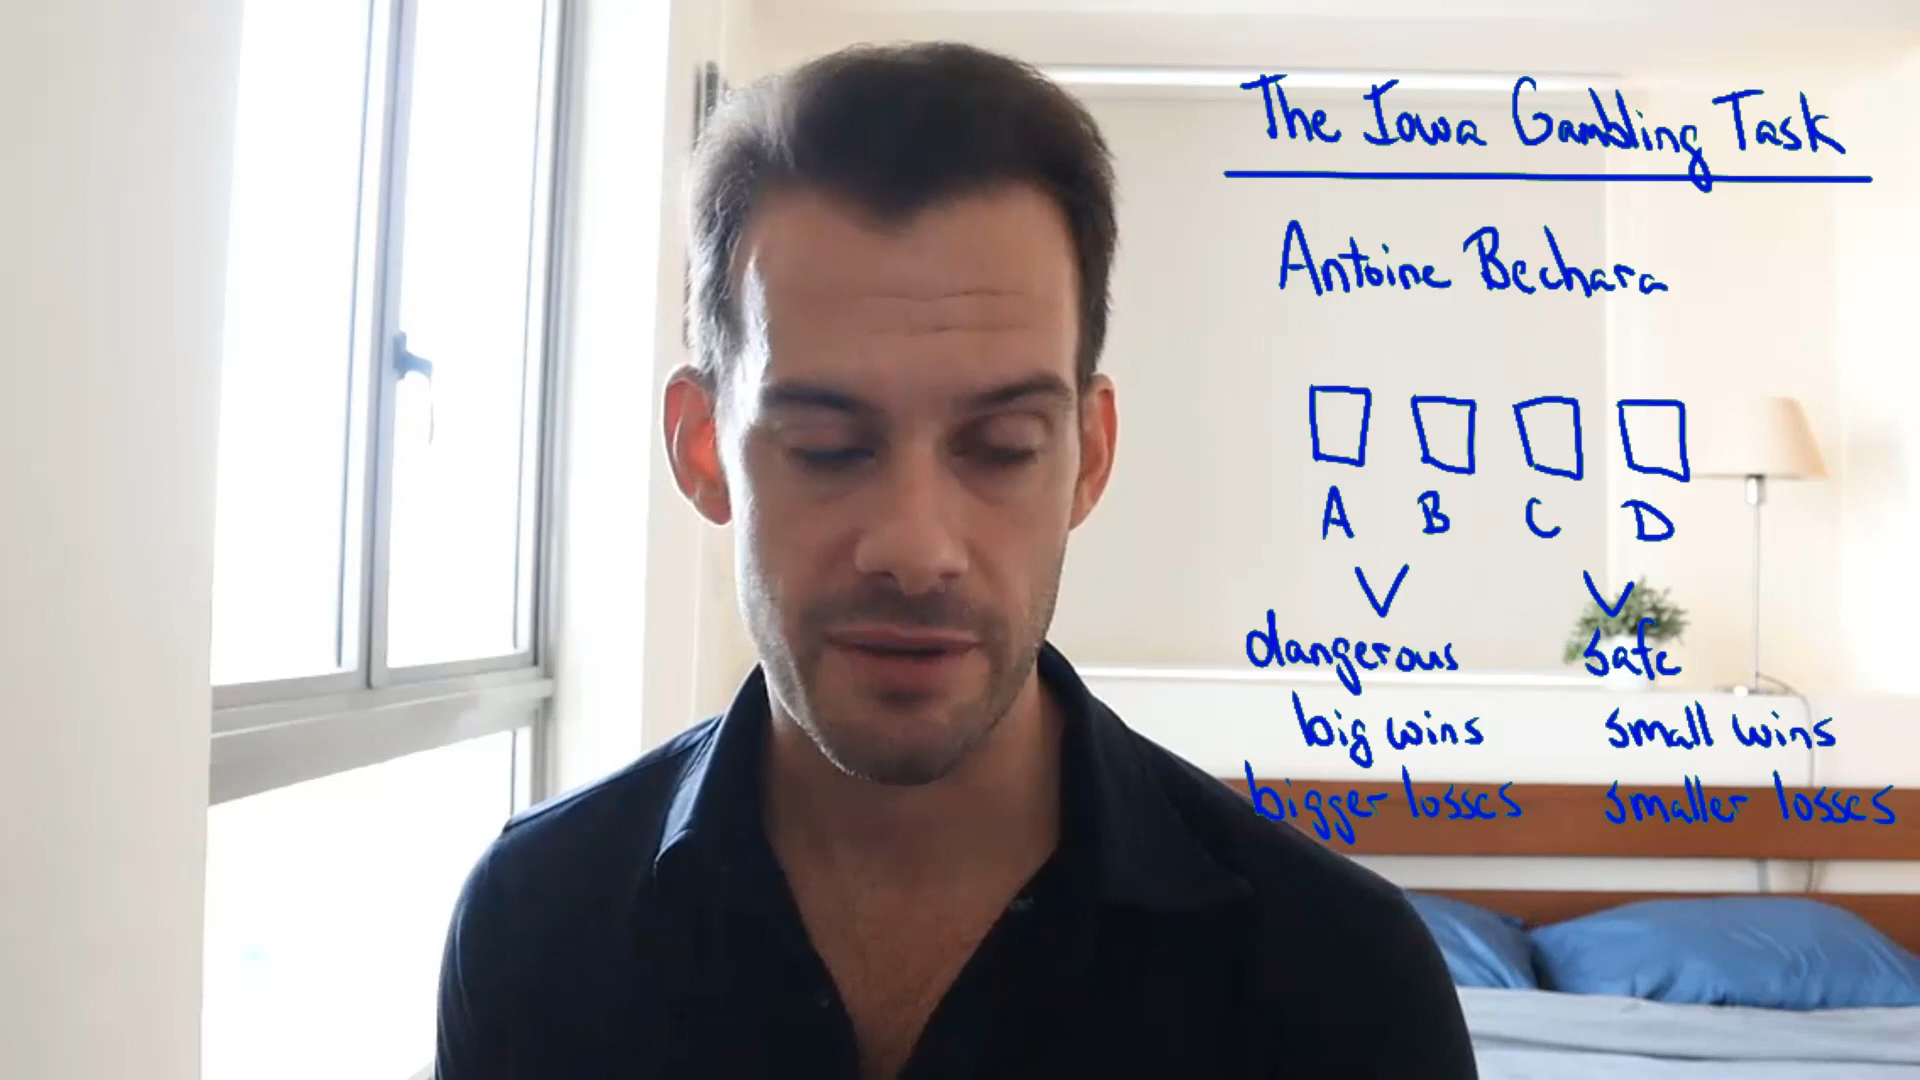 The Iowa Gambling Task
Antoine Bechara
A B C D
dangerous safe
big wins small wins
bigger losses smaller losses